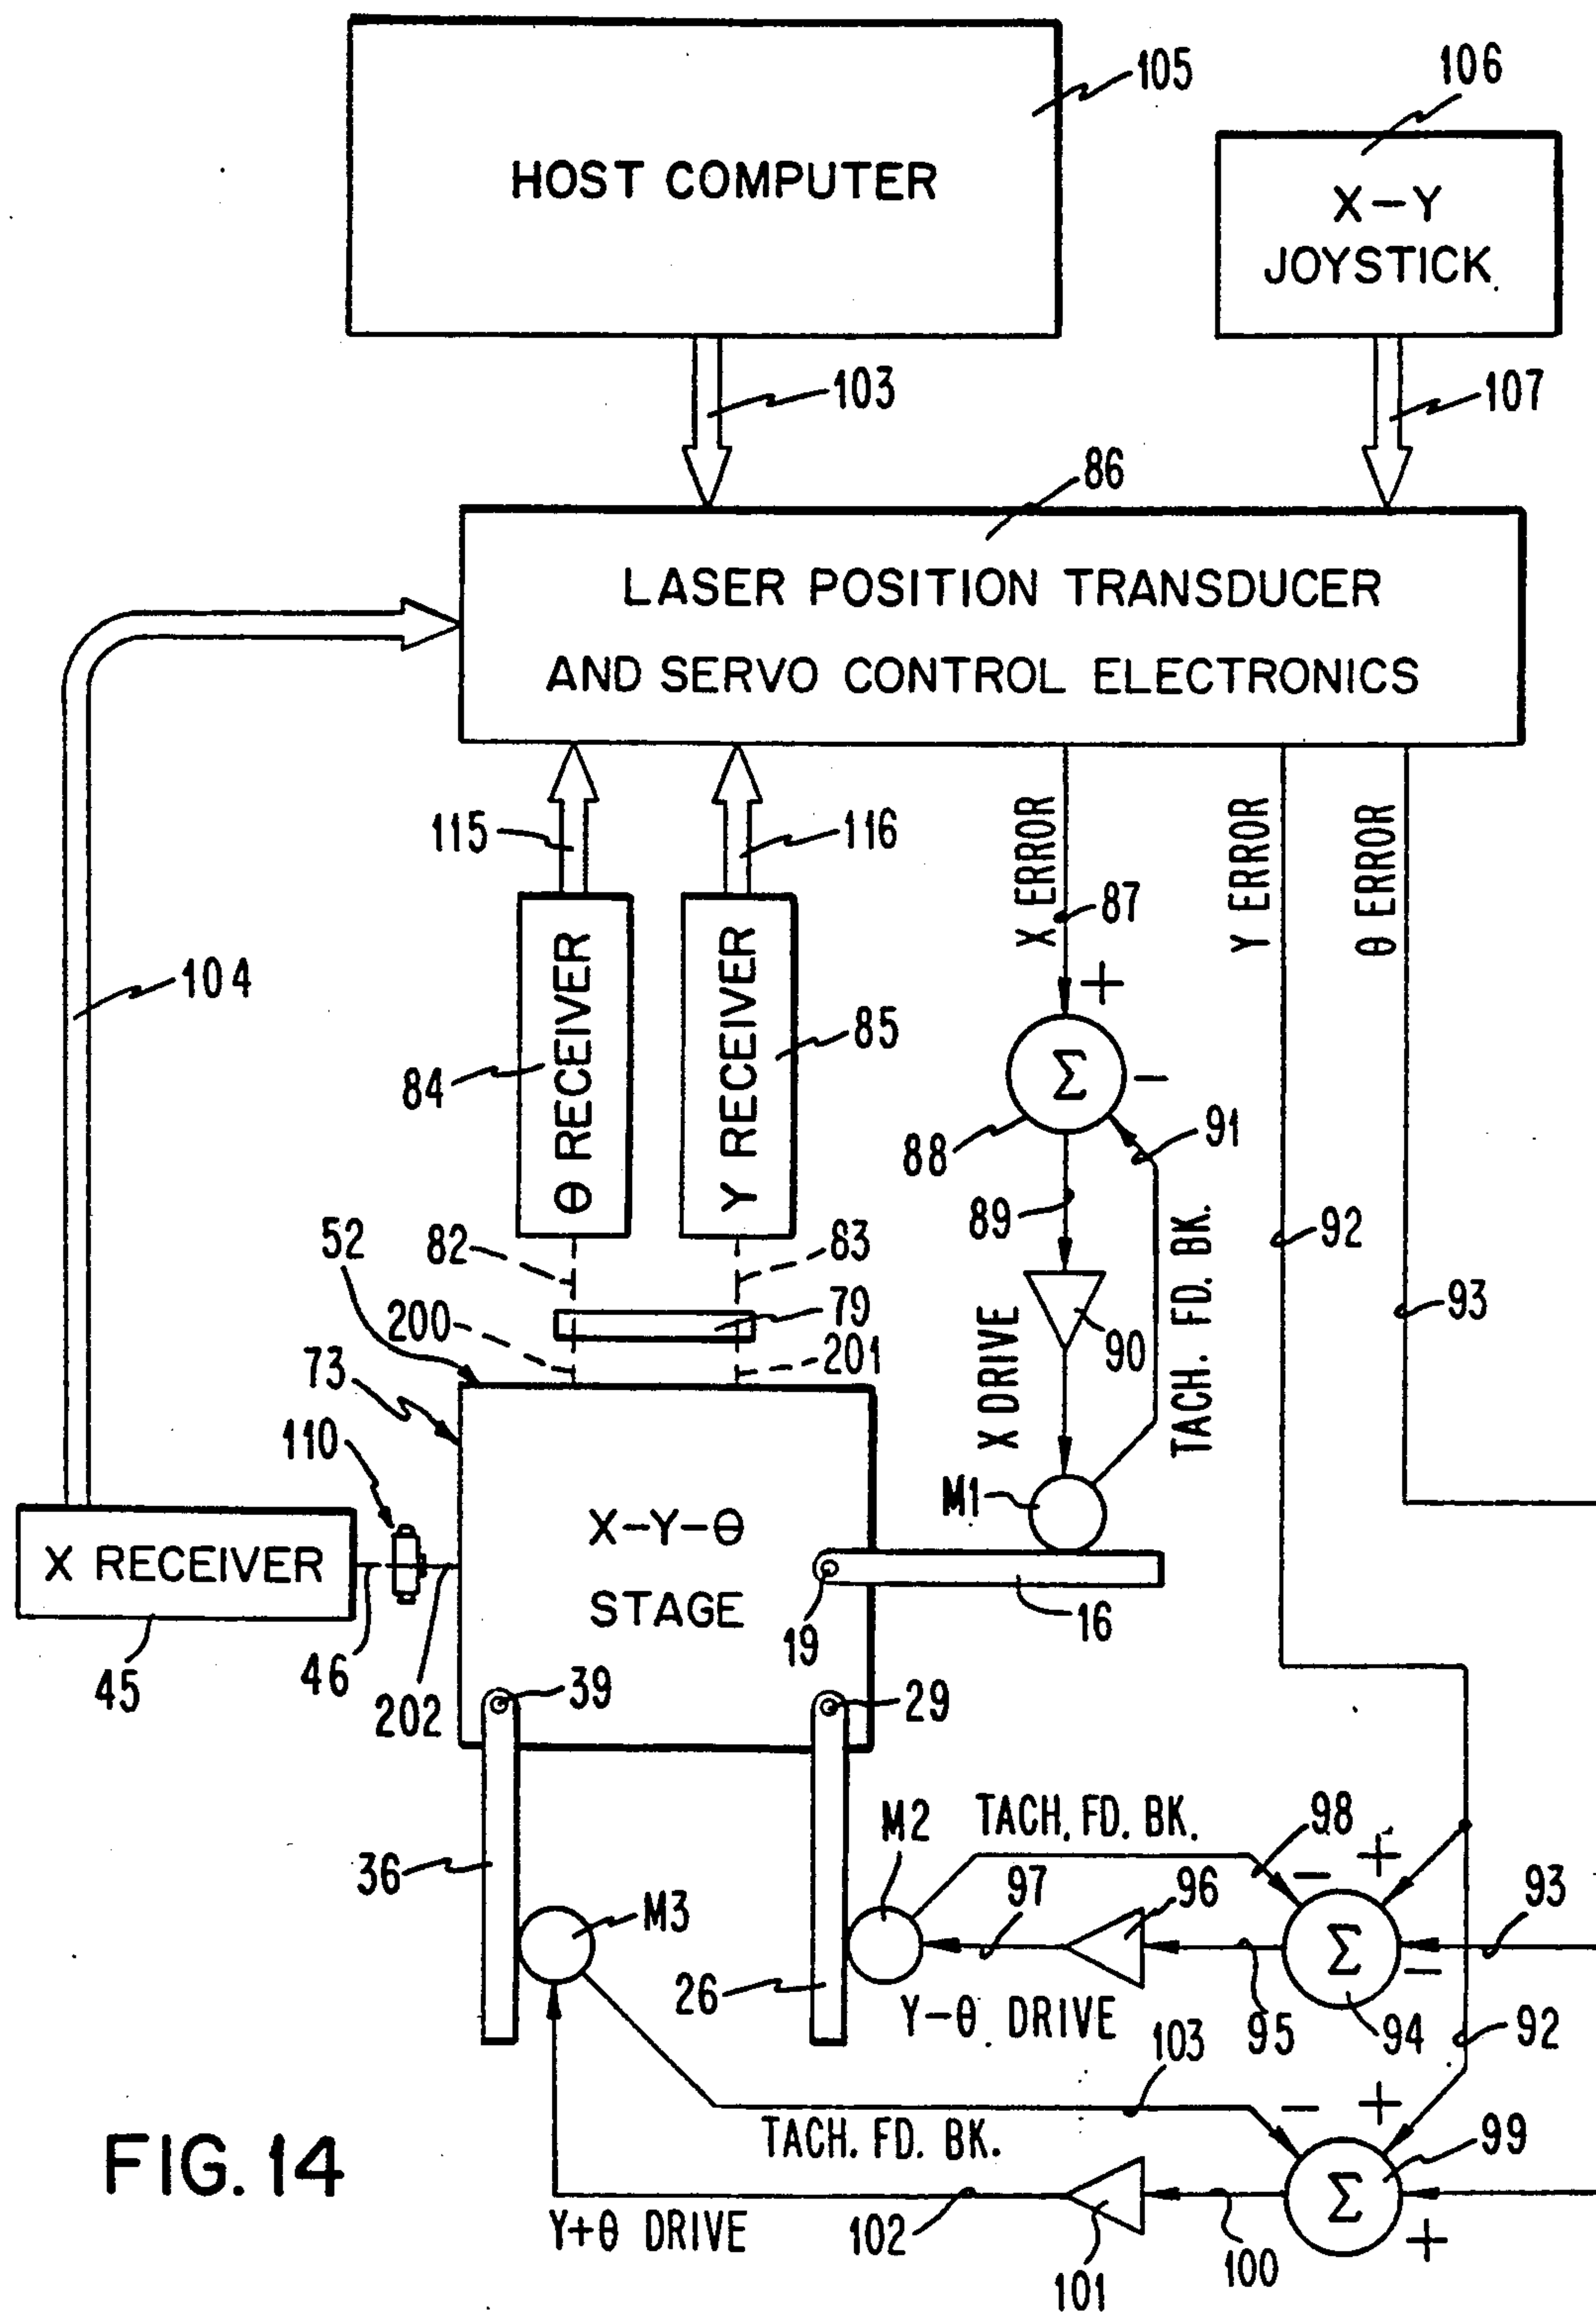 105
106
HOST COMPUTER
X-Y
JOYSTICK
103
107
86
LASER POSITION TRANSDUCER
AND SERVO CONTROL ELECTRONICS
115
116
X ERROR
Y ERROR
θ ERROR
87
+
104
θ RECEIVER
Y RECEIVER
85
84
Σ
-
88
91
89
52
82
83
92
79
200
201
X DRIVE
90
TACH. FD. BK.
93
73
110
M1
X-Y-θ
STAGE
X RECEIVER
19
16
45
46
202
39
29
M2
TACH. FD. BK.
98
-
+
36
M3
97
96
93
Σ
-
26
Y-θ DRIVE
95
94
92
103
-
+
TACH. FD. BK.
99
FIG. 14
Σ
Y+θ DRIVE
102
101
100
+